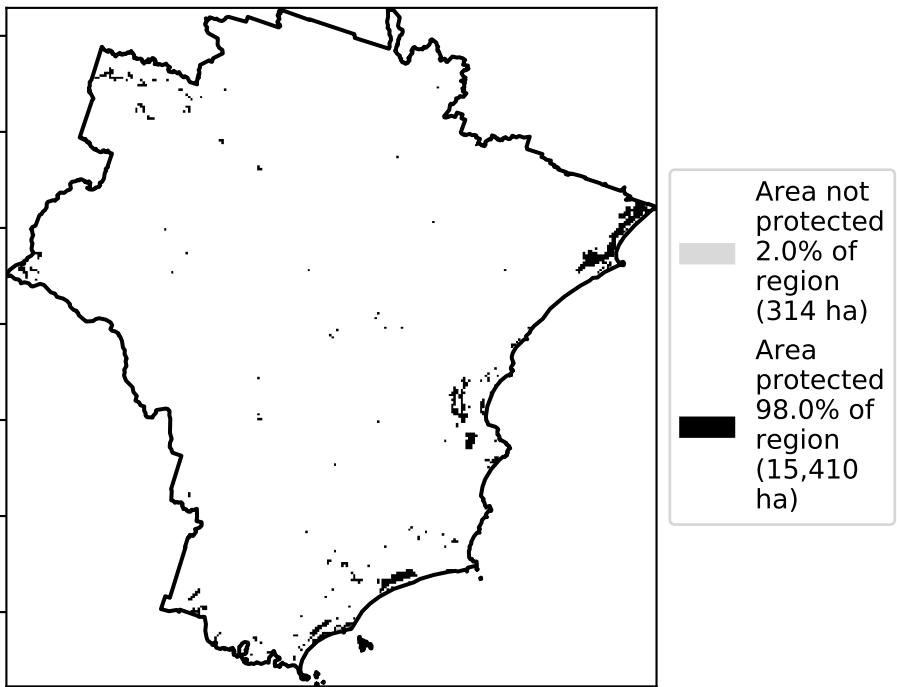 Area not
protected
2.0% of
region
(314 ha)
Area
protected
98.0% of
region
(15,410
ha)